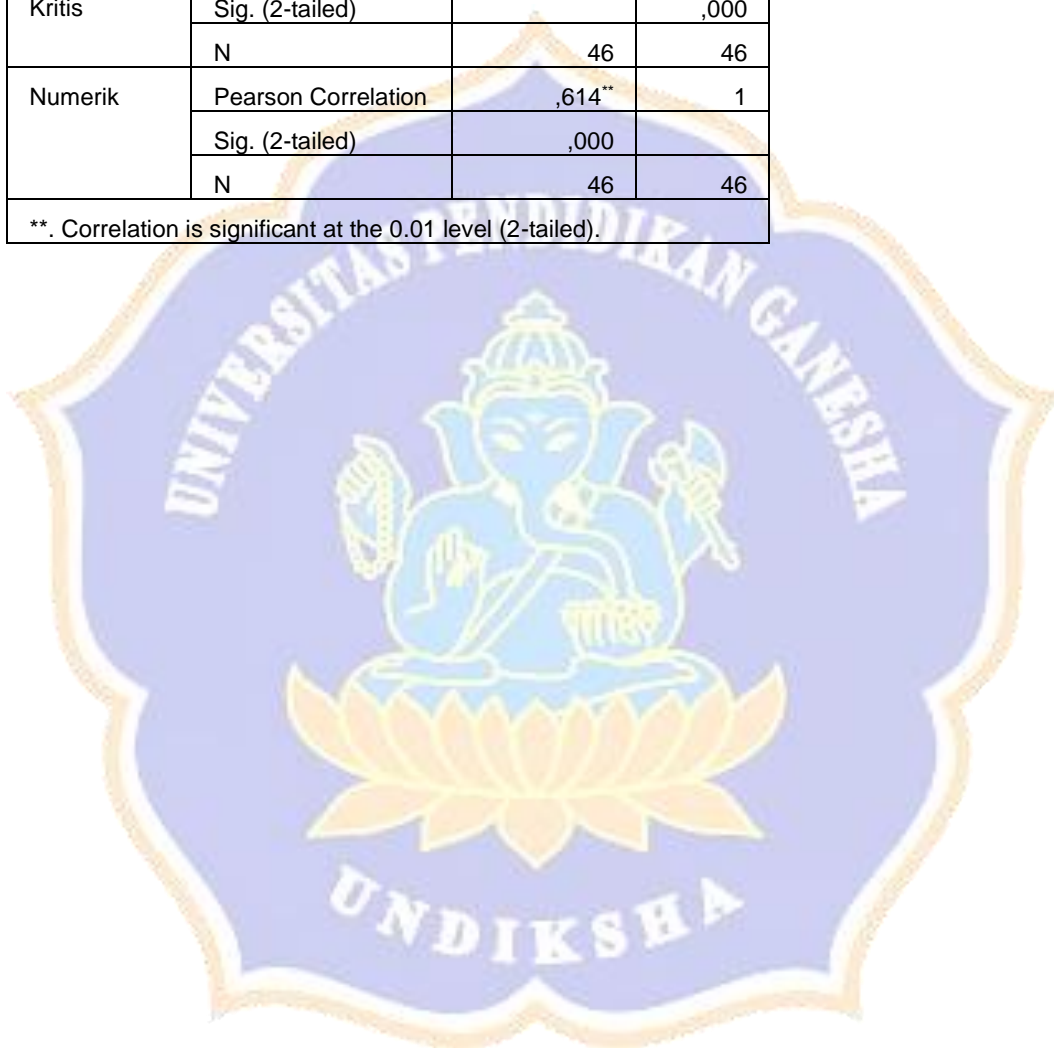 Kritis Sig. (2-tailed) ,000
N 46 46
Numerik Pearson Correlation ,614** 1
Sig. (2-tailed) ,000
N 46 46
**. Correlation is significant at the 0.01 level (2-tailed).
UNIVERSITAS PENDIDIKAN GANESHA
UNDIKSHA